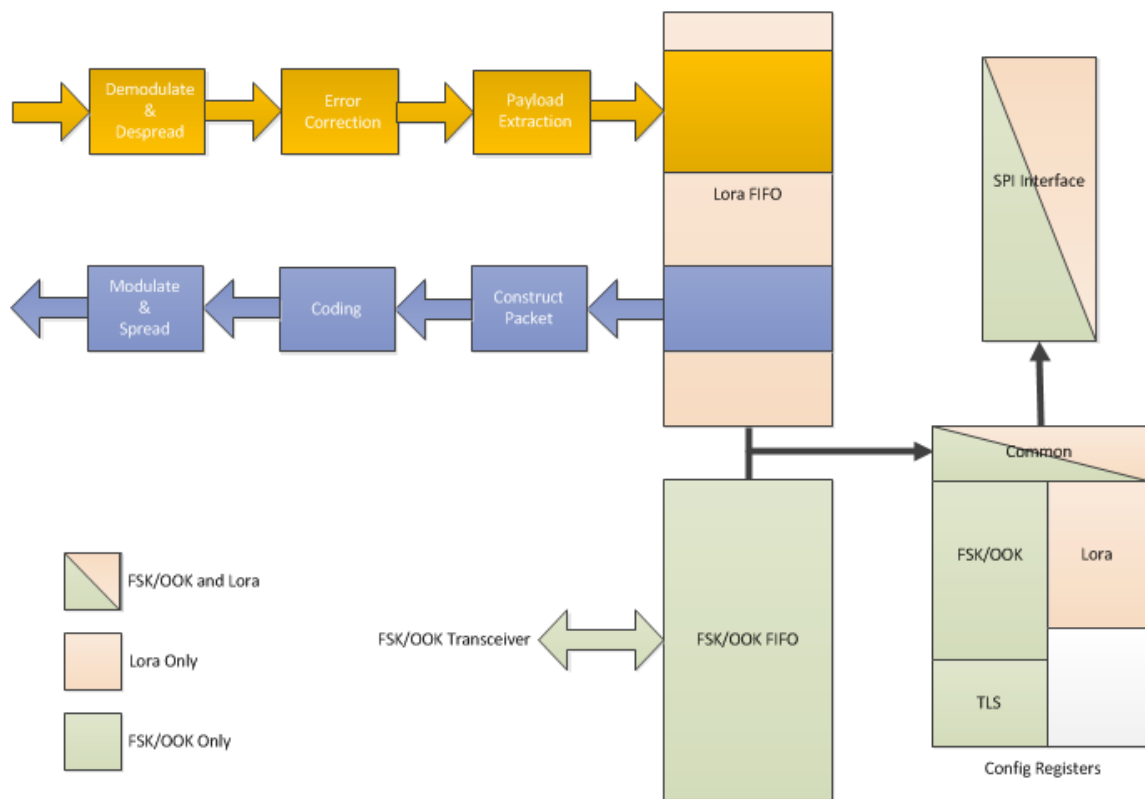 Demodulate
&
Despread
Error
Correction
Payload
Extraction
Lora FIFO
SPI Interface
Modulate
&
Spread
Coding
Construct
Packet
Common
FSK/OOK
Lora
TLS
Config Registers
FSK/OOK Transceiver
FSK/OOK FIFO
FSK/OOK and Lora
Lora Only
FSK/OOK Only